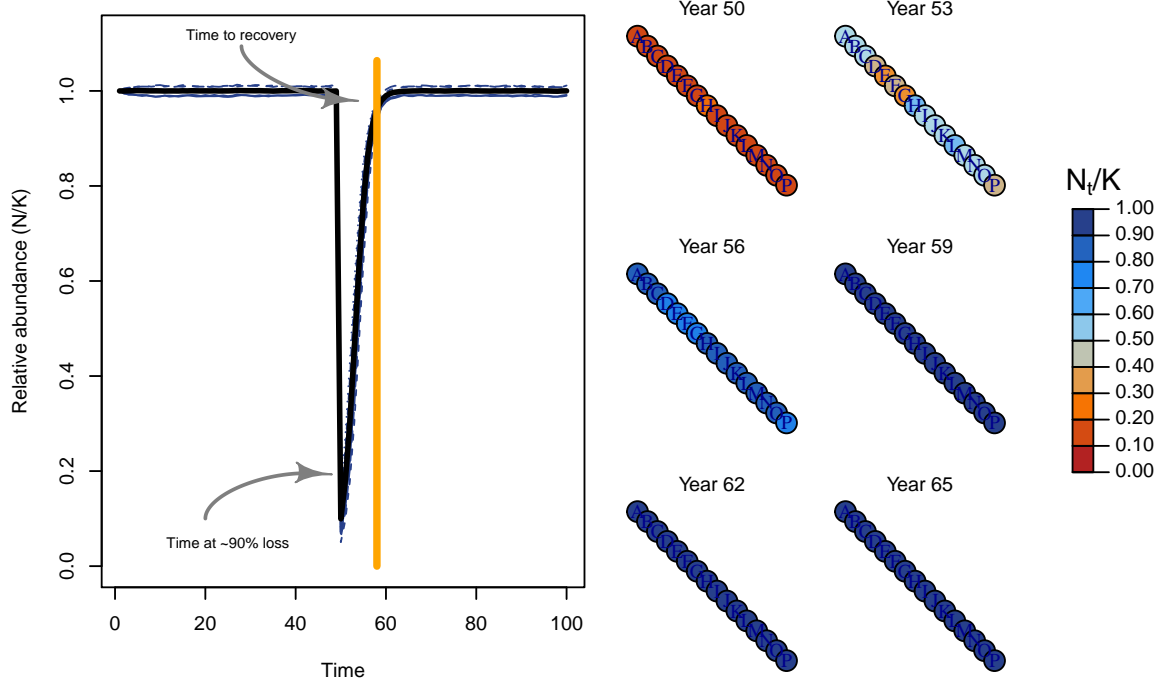 Time to recovery
Time at ~90% loss
Relative abundance (N/K)
1.0
0.8
0.6
0.4
0.2
0.0
0
20
40
60
80
100
Time
Year 50
A
B
C
D
E
F
G
H
I
J
K
L
M
N
O
P
Year 53
A
B
C
D
E
F
G
H
I
J
K
L
M
N
O
P
Year 56
A
B
C
D
E
F
G
H
I
J
K
L
M
N
O
P
Year 59
A
B
C
D
E
F
G
H
I
J
K
L
M
N
O
P
Year 62
A
B
C
D
E
F
G
H
I
J
K
L
M
N
O
P
Year 65
A
B
C
D
E
F
G
H
I
J
K
L
M
N
O
P
Nt/K
1.00
0.90
0.80
0.70
0.60
0.50
0.40
0.30
0.20
0.10
0.00